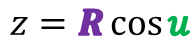 z = R cos u